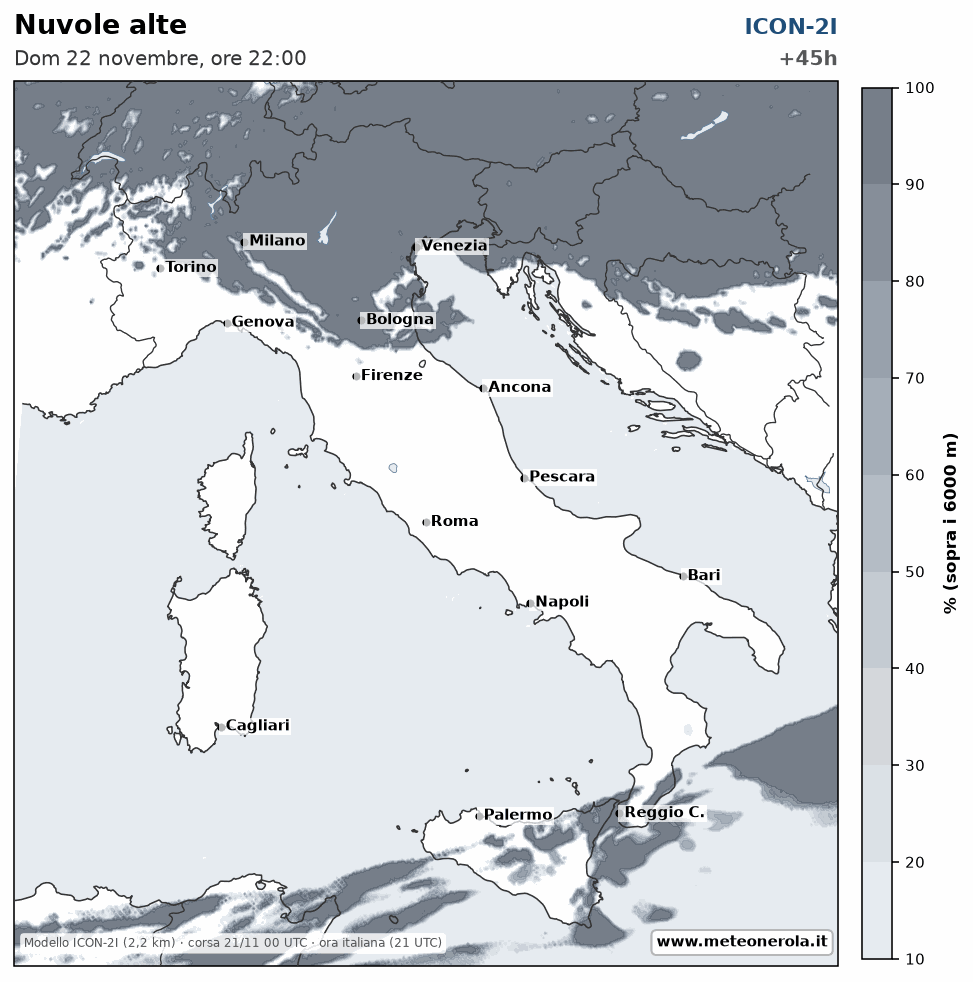 Nuvole alte
ICON-2I
Dom 22 novembre, ore 22:00
+45h
100
90
80
70
60
50
40
30
20
10
% (sopra i 6000 m)
Milano
Venezia
Torino
Genova
Bologna
Firenze
Ancona
Pescara
Roma
Bari
Napoli
Cagliari
Palermo
Reggio C.
Modello ICON-2I (2,2 km) · corsa 21/11 00 UTC · ora italiana (21 UTC)
www.meteonerola.it